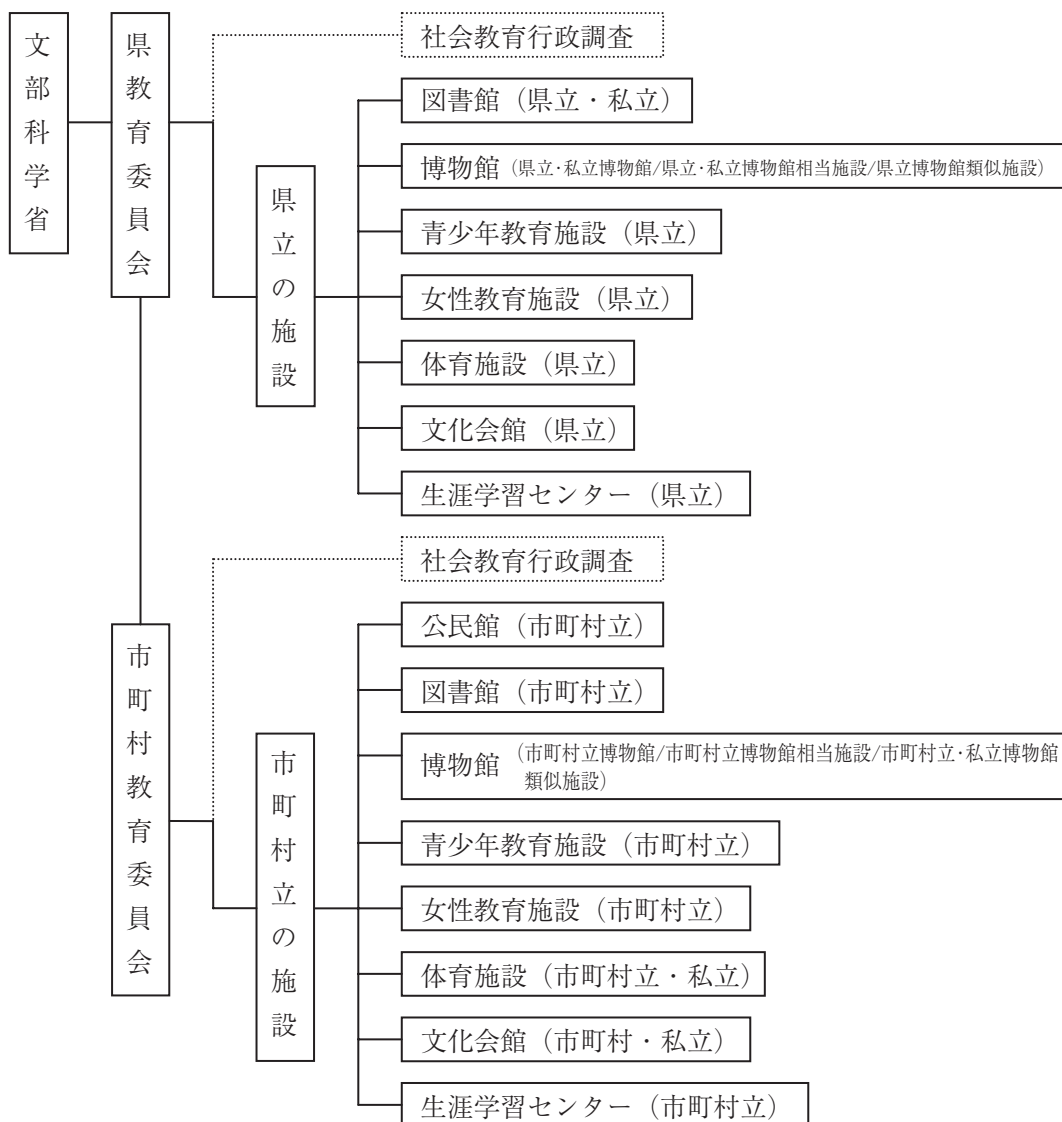 文部科学省
県教育委員会
社会教育行政調査
県立の施設
図書館（県立・私立）
博物館（県立・私立博物館/県立・私立博物館相当施設/県立博物館類似施設）
青少年教育施設（県立）
女性教育施設（県立）
体育施設（県立）
文化会館（県立）
生涯学習センター（県立）
市町村教育委員会
社会教育行政調査
市町村立の施設
公民館（市町村立）
図書館（市町村立）
博物館（市町村立博物館/市町村立博物館相当施設/市町村立・私立博物館
類似施設）
青少年教育施設（市町村立）
女性教育施設（市町村立）
体育施設（市町村立・私立）
文化会館（市町村・私立）
生涯学習センター（市町村立）